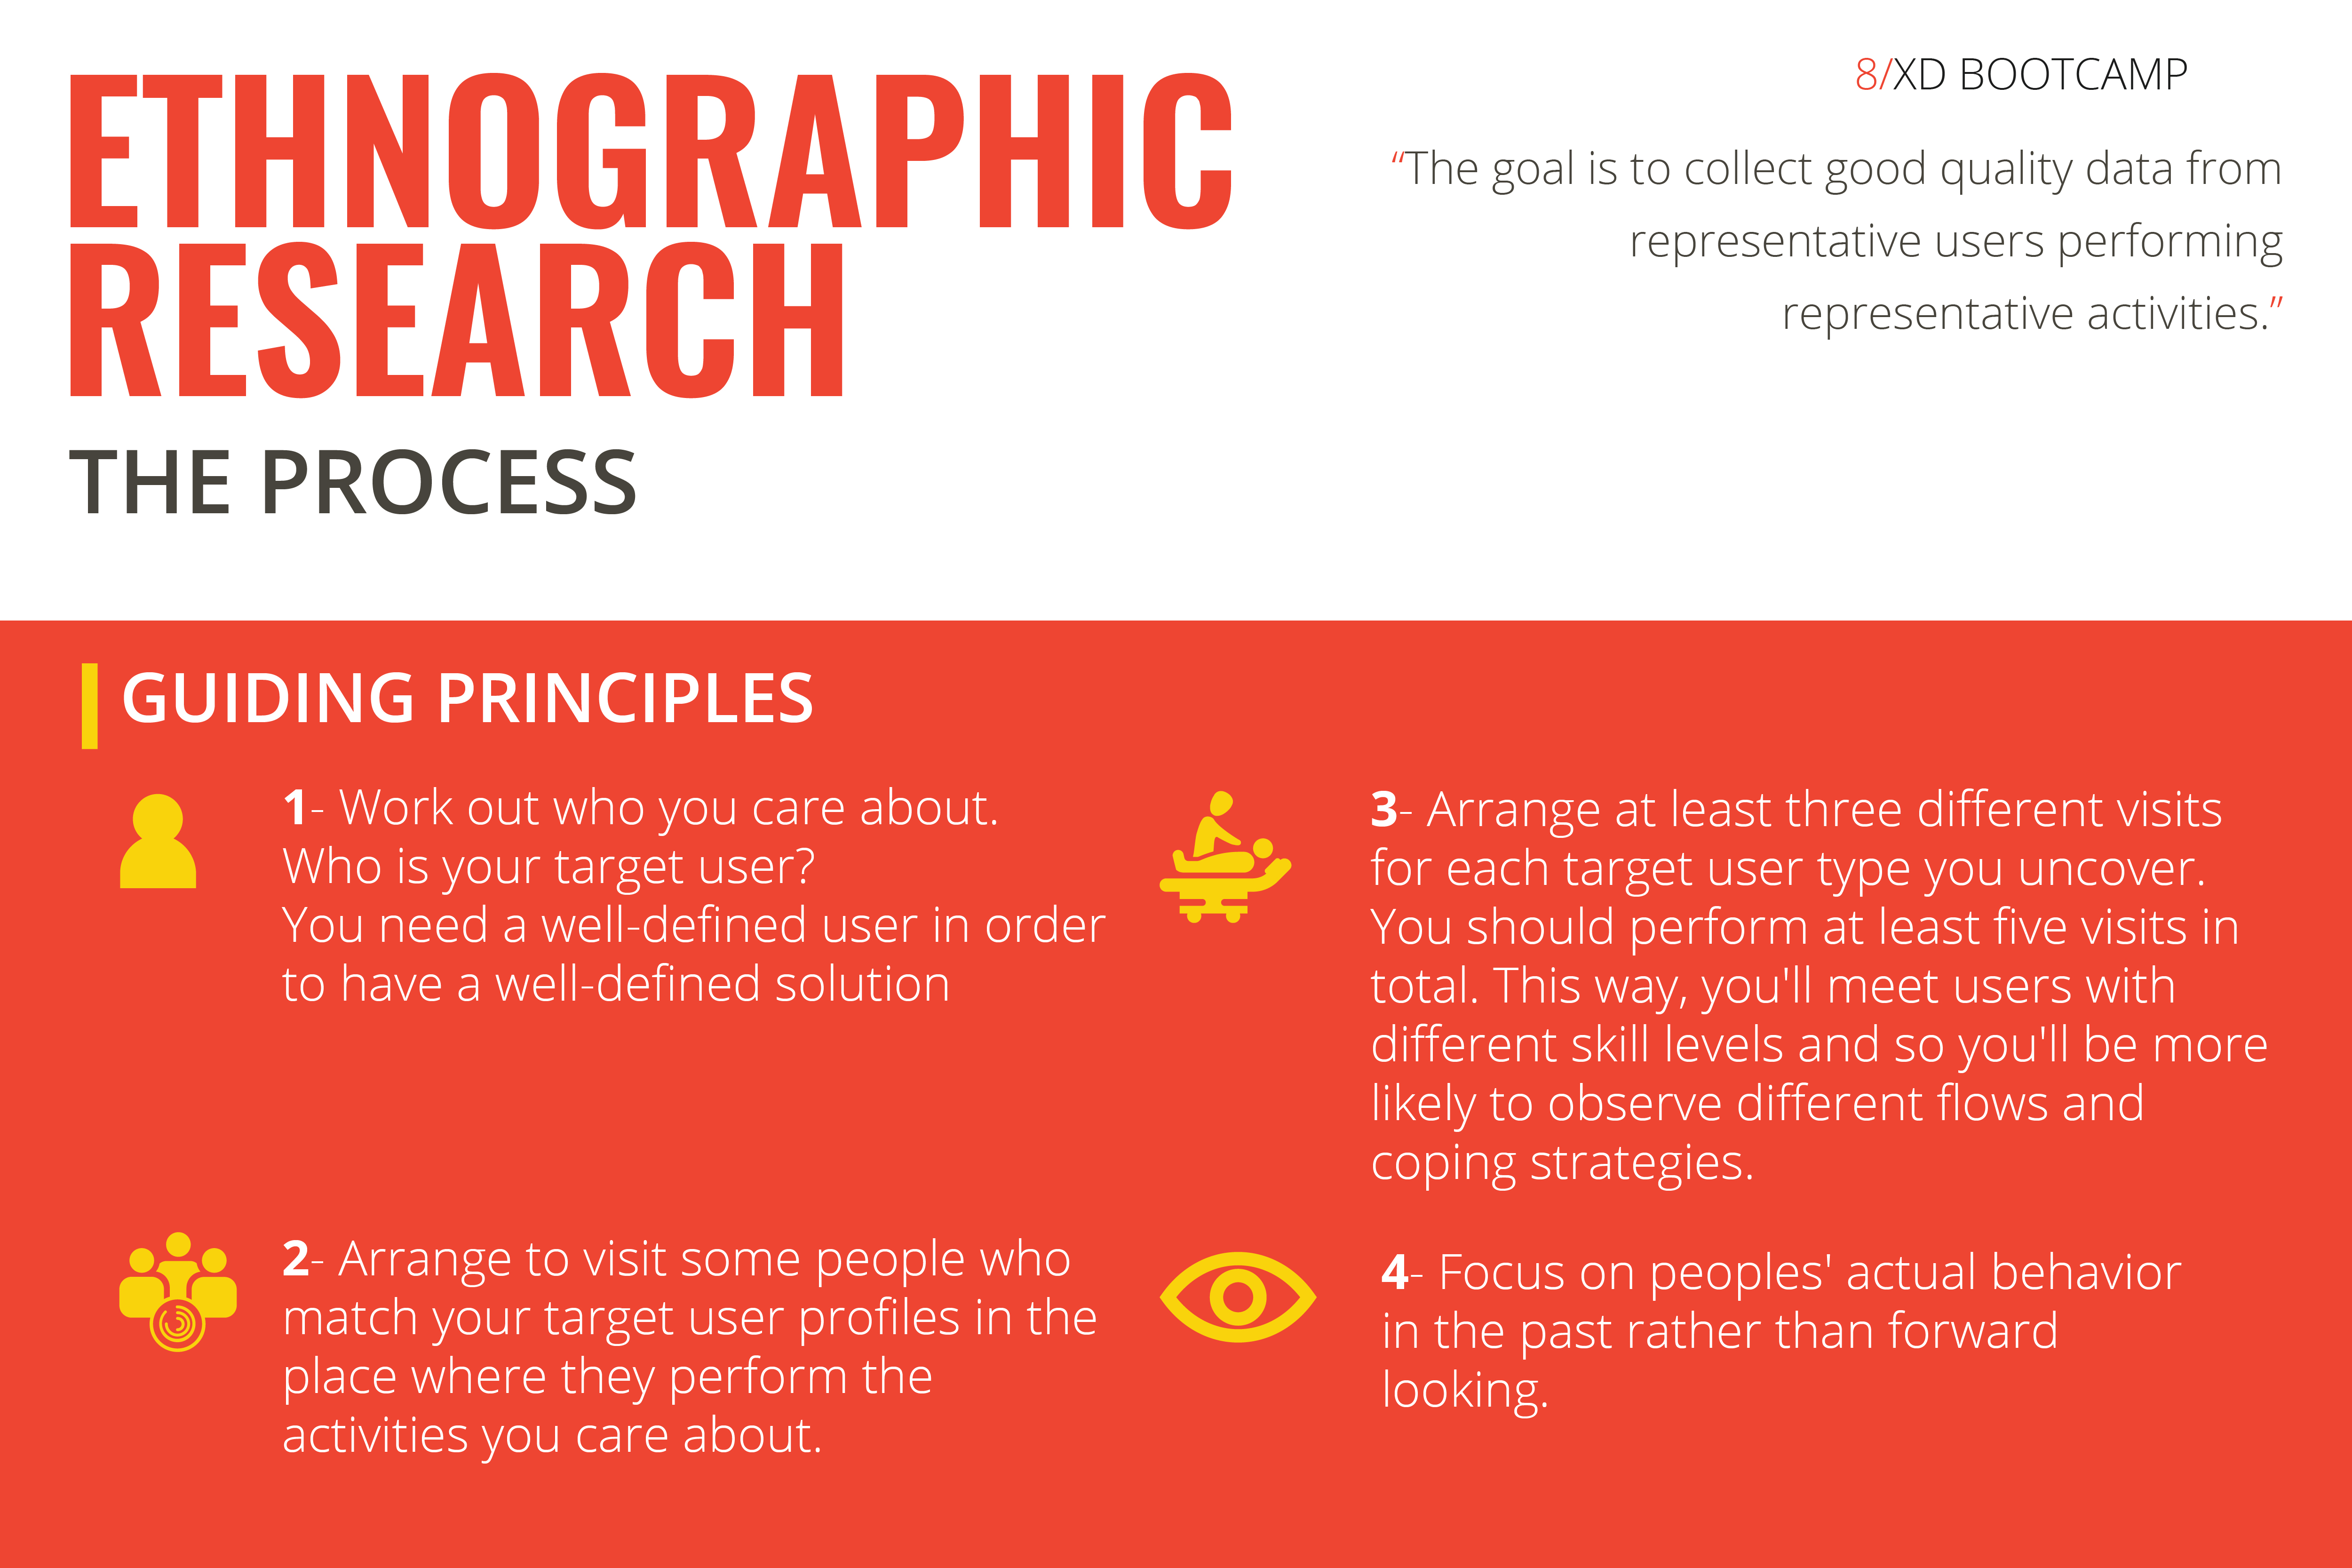 ETHNOGRAPHIC
RESEARCH
THE PROCESS
8/XD BOOTCAMP
“The goal is to collect good quality data from
representative users performing
representative activities.”
GUIDING PRINCIPLES
1- Work out who you care about.
Who is your target user?
You need a well-defined user in order
to have a well-defined solution
2- Arrange to visit some people who
match your target user profiles in the
place where they perform the
activities you care about.
3- Arrange at least three different visits
for each target user type you uncover.
You should perform at least five visits in
total. This way, you'll meet users with
different skill levels and so you'll be more
likely to observe different flows and
coping strategies.
4- Focus on peoples' actual behavior
in the past rather than forward
looking.